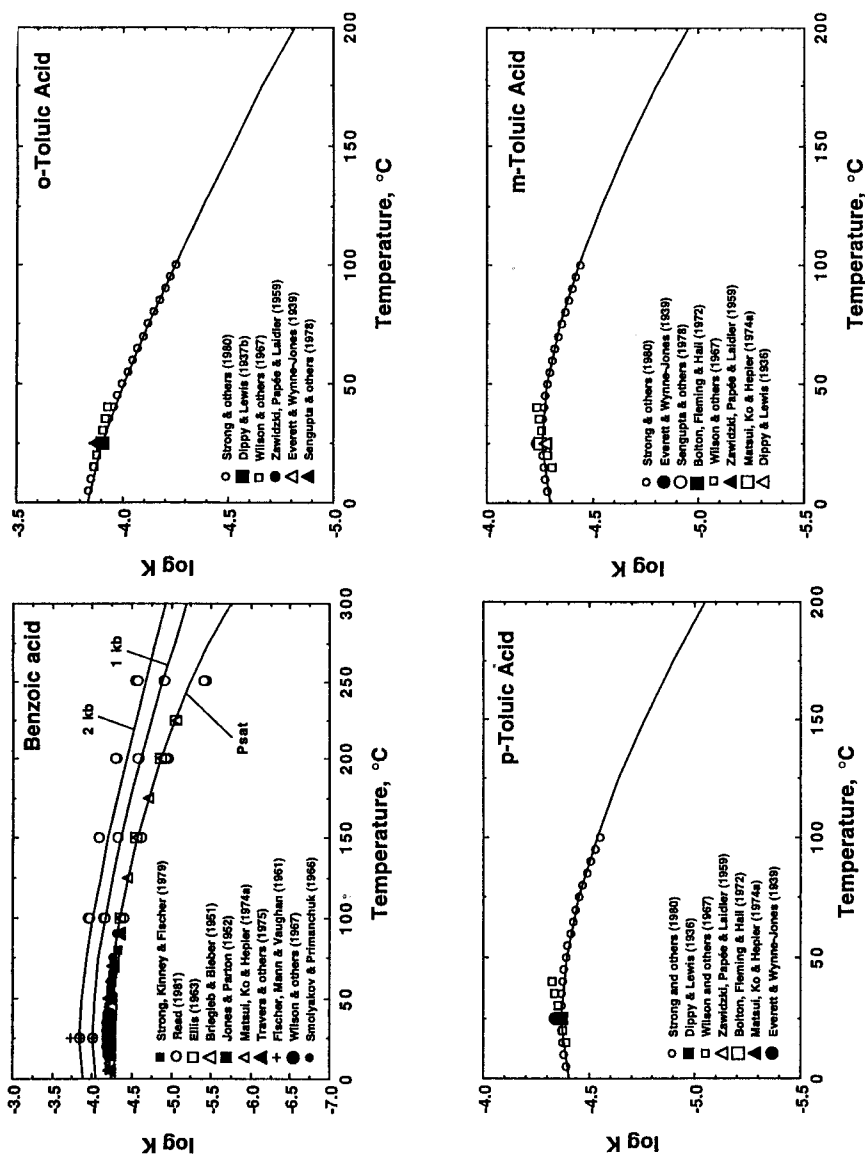 Benzoic acid
2 kb
1 kb
Psat
Strong, Kinney & Fischer (1979)
Read (1981)
Ellis (1963)
Briegleb & Bieber (1951)
Jones & Parton (1952)
Matsui, Ko & Hepler (1974a)
Travers & others (1975)
Fischer, Mann & Vaughan (1961)
Wilson & others (1967)
Smolyakov & Primanchuk (1966)
log K
-3.0
-3.5
-4.0
-4.5
-5.0
-5.5
-6.0
-6.5
-7.0
0 50 100 150 200 250 300
Temperature, °C
o-Toluic Acid
Strong & others (1980)
Dippy & Lewis (1937b)
Wilson & others (1967)
Zawidzki, Papée & Laidler (1959)
Everett & Wynne-Jones (1939)
Sengupta & others (1978)
log K
-3.5
-4.0
-4.5
-5.0
0 50 100 150 200
Temperature, °C
p-Toluic Acid
Strong and others (1980)
Dippy & Lewis (1936)
Wilson and others (1967)
Zawidzki, Papée & Laidler (1959)
Bolton, Fleming & Hall (1972)
Matsui, Ko & Hepler (1974a)
Everett & Wynne-Jones (1939)
log K
-4.0
-4.5
-5.0
-5.5
0 50 100 150 200
Temperature, °C
m-Toluic Acid
Strong & others (1980)
Everett & Wynne-Jones (1939)
Sengupta & others (1978)
Bolton, Fleming & Hall (1972)
Wilson & others (1967)
Zawidzki, Papée & Laidler (1959)
Matsui, Ko & Hepler (1974a)
Dippy & Lewis (1936)
log K
-4.0
-4.5
-5.0
-5.5
0 50 100 150 200
Temperature, °C